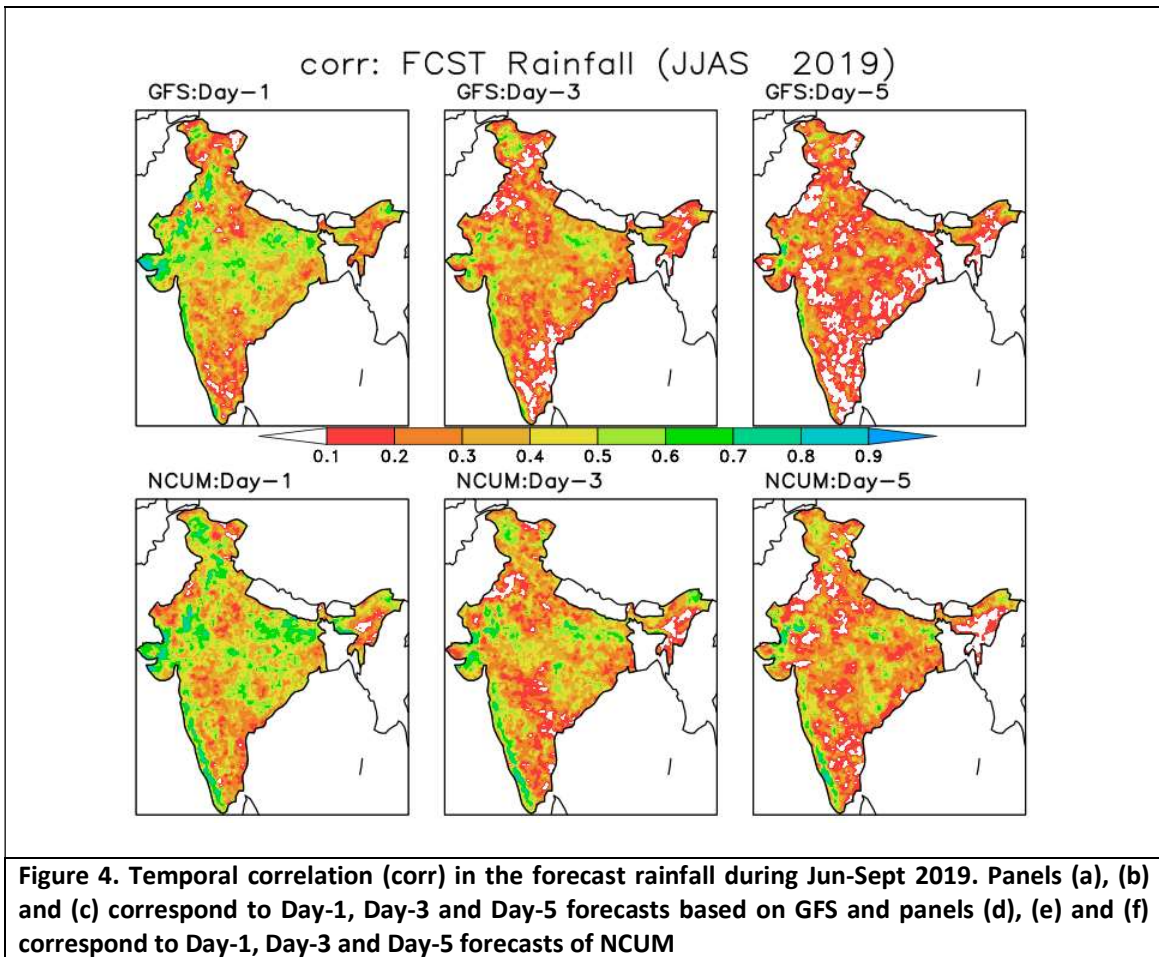 corr: FCST Rainfall (JJAS 2019)
GFS:Day-1 GFS:Day-3 GFS:Day-5
0.1 0.2 0.3 0.4 0.5 0.6 0.7 0.8 0.9
NCUM:Day-1 NCUM:Day-3 NCUM:Day-5
Figure 4. Temporal correlation (corr) in the forecast rainfall during Jun-Sept 2019. Panels (a), (b)
and (c) correspond to Day-1, Day-3 and Day-5 forecasts based on GFS and panels (d), (e) and (f)
correspond to Day-1, Day-3 and Day-5 forecasts of NCUM